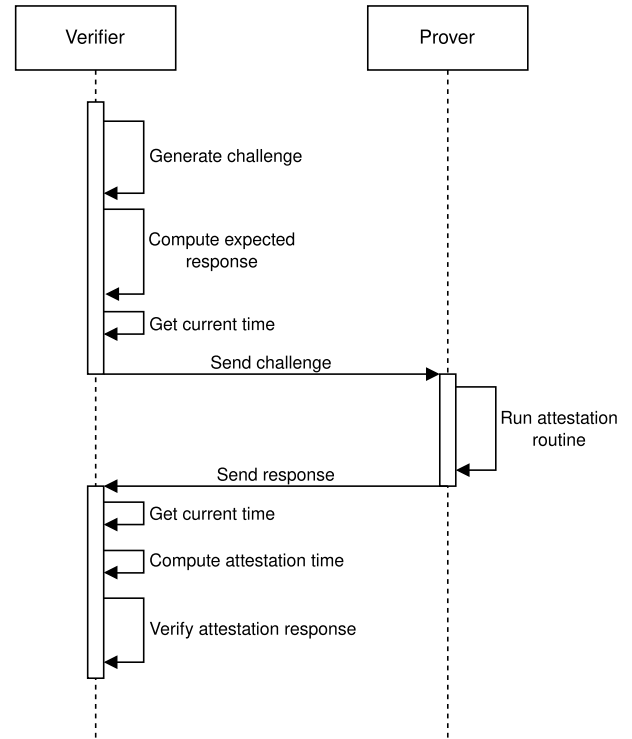 Verifier
Prover
Generate challenge
Compute expected
response
Get current time
Send challenge
Run attestation
routine
Send response
Get current time
Compute attestation time
Verify attestation response